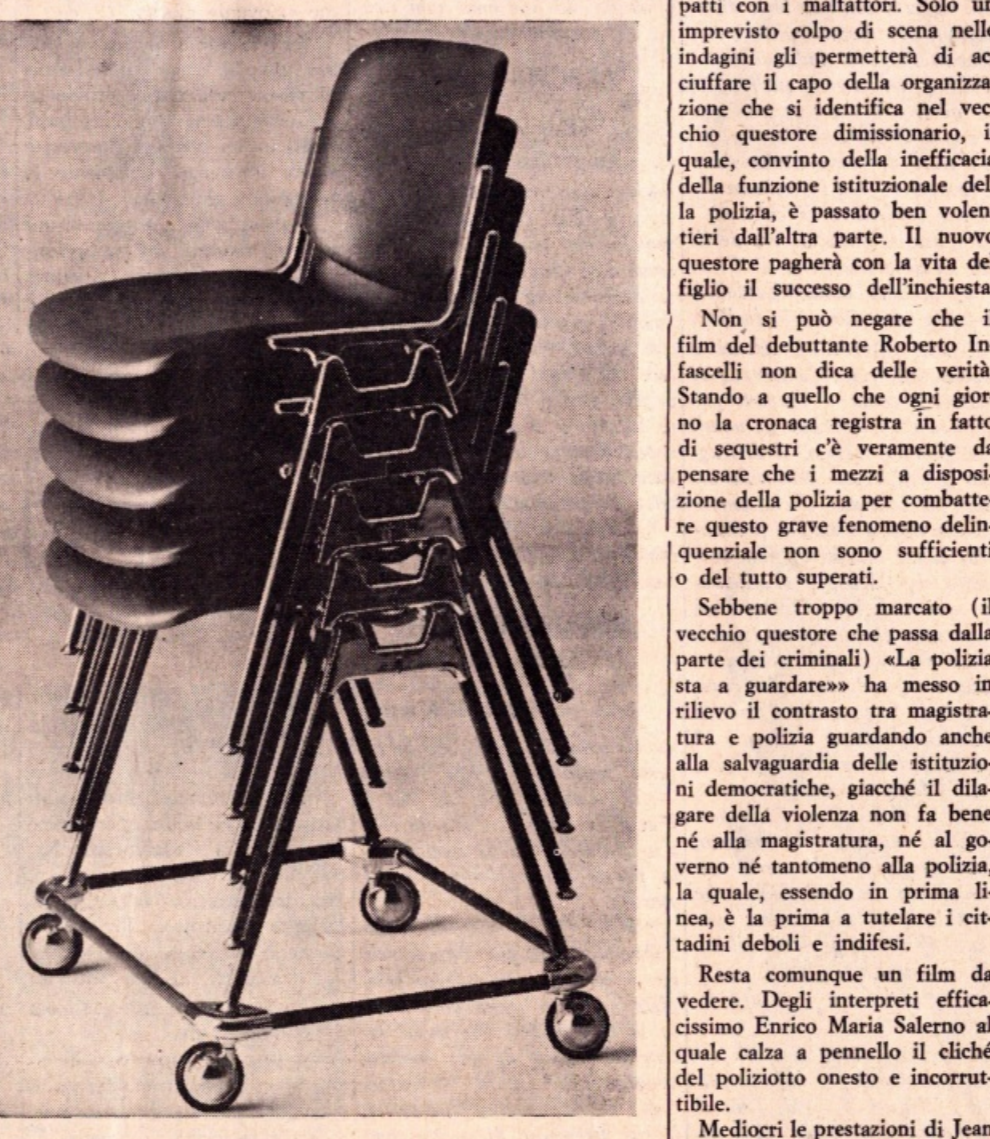 patti con i malfattori. Solo un
imprevisto colpo di scena nelle
indagini gli permetterà di ac
ciuffare il capo della organizza
zione che si identifica nel vec
chio questore dimissionario, i
quale, convinto della inefficacia
della funzione istituzionale del
la polizia, è passato ben volen
tieri dall'altra parte. Il nuovo
questore pagherà con la vita de
figlio il successo dell'inchiesta
Non si può negare che i
film del debuttante Roberto In
fascelli non dica delle verità
Stando a quello che ogni gior
no la cronaca registra in fatto
di sequestri c'è veramente da
pensare che i mezzi a disposi-
zione della polizia per combatte-
re questo grave fenomeno delin-
quenziale non sono sufficienti
o del tutto superati.
Sebbene troppo marcato (il
vecchio questore che passa dalla
parte dei criminali) «La polizia
sta a guardare»» ha messo in
rilievo il contrasto tra magistra-
tura e polizia guardando anche
alla salvaguardia delle istituzio-
ni democratiche, giacché il dila-
gare della violenza non fa bene
né alla magistratura, né al go-
verno né tantomeno alla polizia,
la quale, essendo in prima li-
nea, è la prima a tutelare i cit-
tadini deboli e indifesi.
Resta comunque un film da
vedere. Degli interpreti effica-
cissimo Enrico Maria Salerno al
quale calza a pennello il cliché
del poliziotto onesto e incorrut-
tibile.
Mediocri le prestazioni di Jean